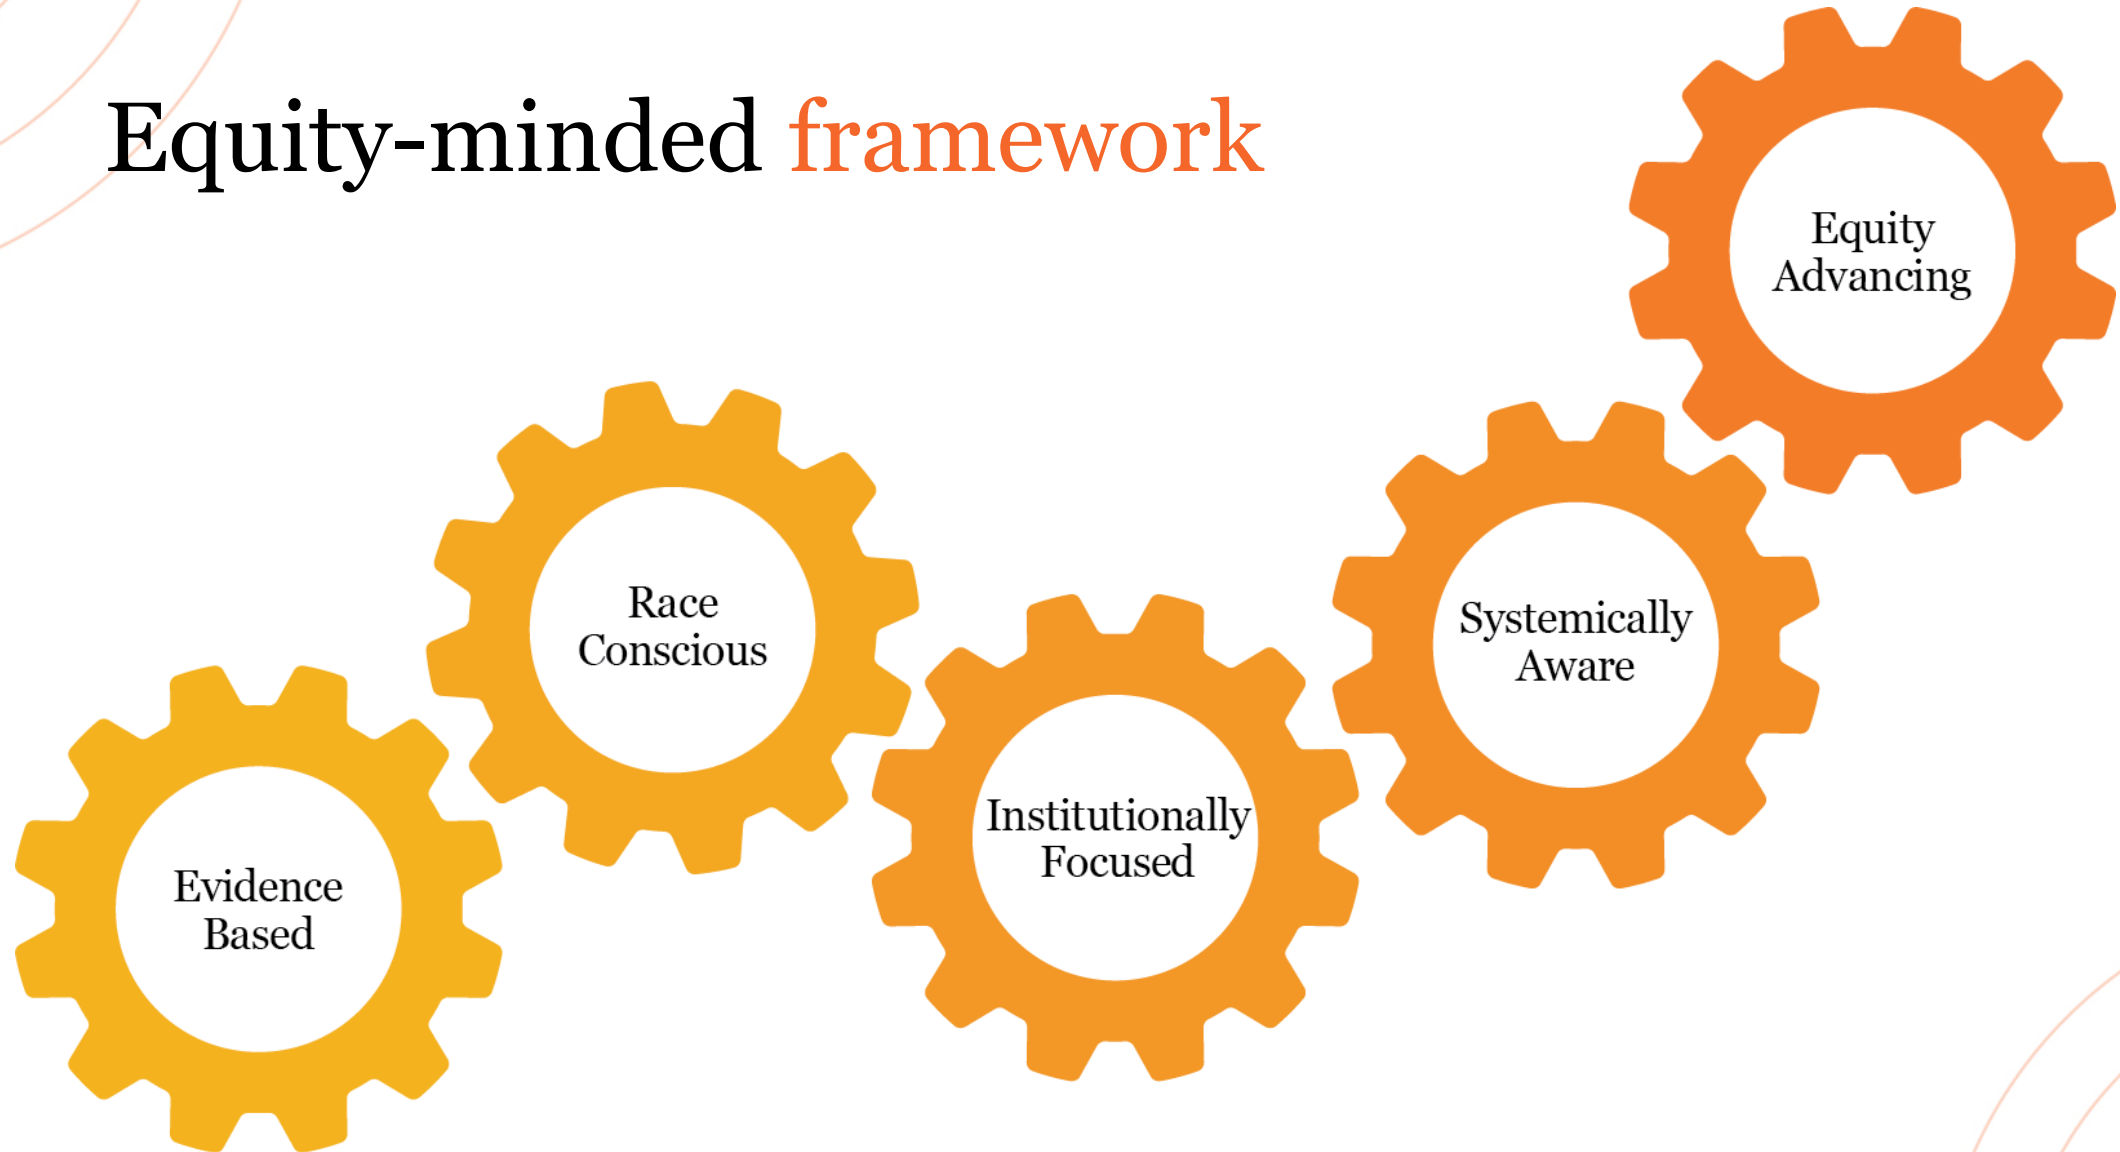 Equity-minded framework
Equity
Advancing
Race
Conscious
Systemically
Aware
Institutionally
Focused
Evidence
Based